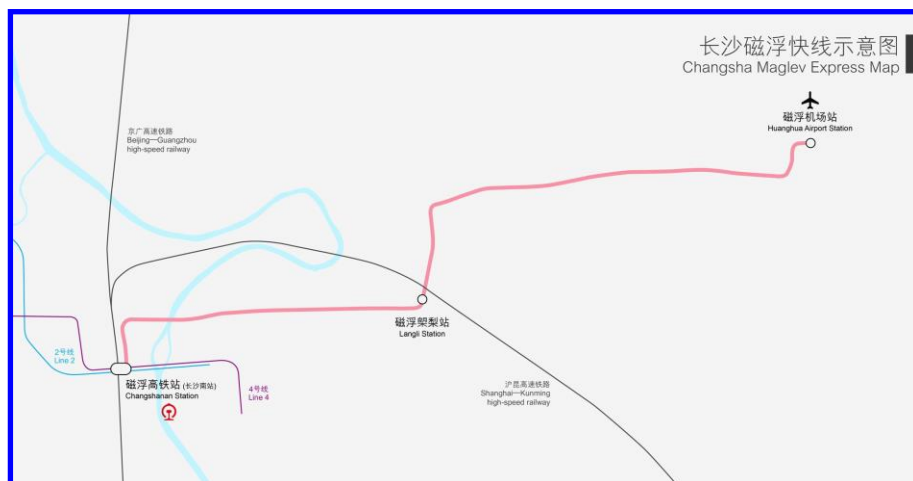 长沙磁浮快线示意图
Changsha Maglev Express Map
磁浮机场站
Huanghua Airport Station
京广高速铁路
Beijing—Guangzhou
high-speed railway
磁浮㮾梨站
Langli Station
2号线
Line 2
磁浮高铁站 (长沙南站)
Changshanan Station
4号线
Line 4
沪昆高速铁路
Shanghai—Kunming
high-speed railway